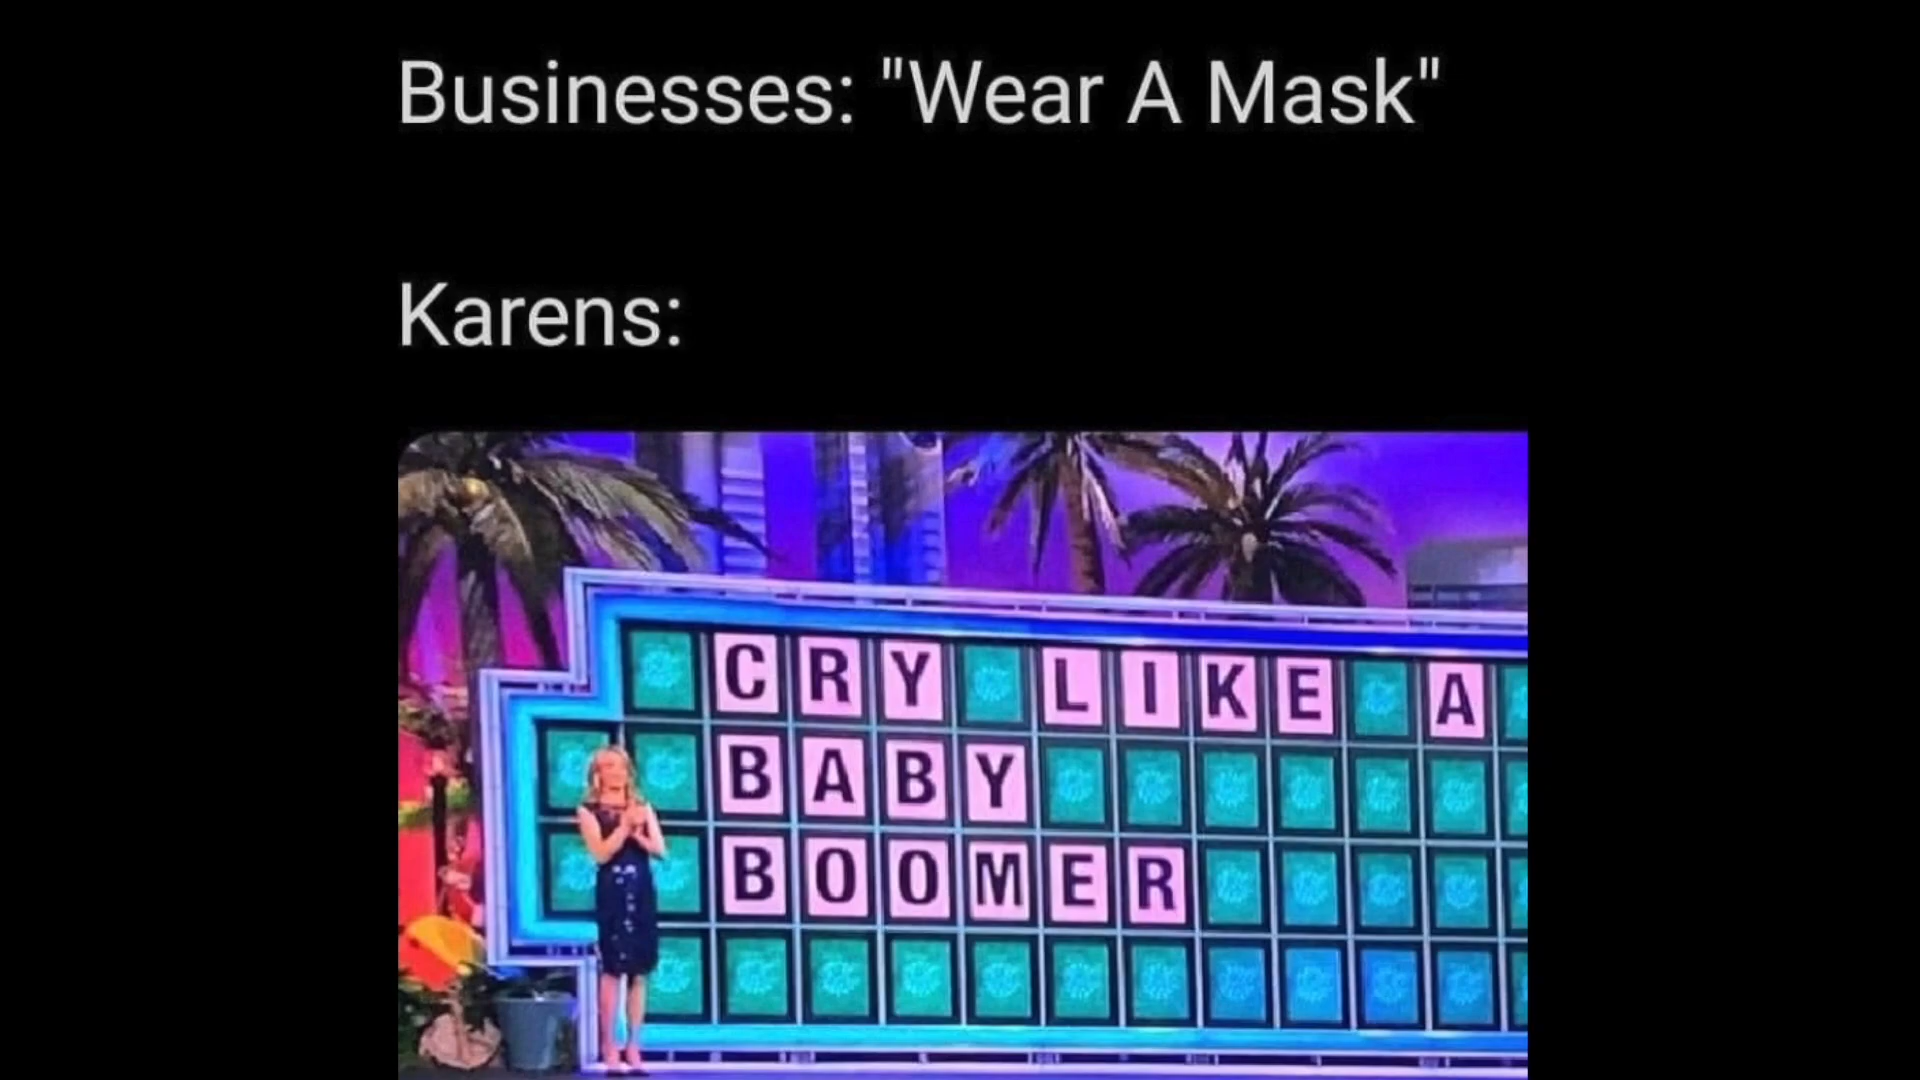 Businesses: "Wear A Mask"
Karens:
CRY LIKE A
BABY
BOOMER